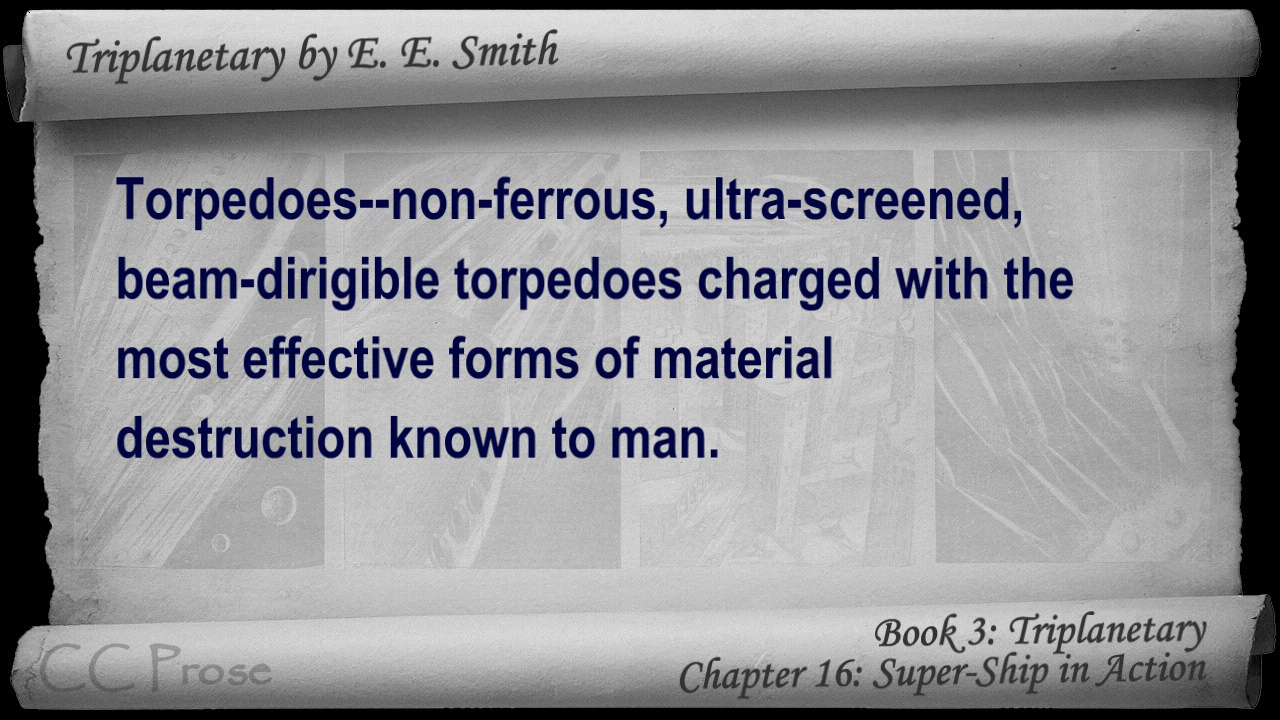 Triplanetary by E. E. Smith
Torpedoes--non-ferrous, ultra-screened,
beam-dirigible torpedoes charged with the
most effective forms of material
destruction known to man.
Book 3: Triplanetary
Chapter 16: Super-Ship in Action
CC Prose